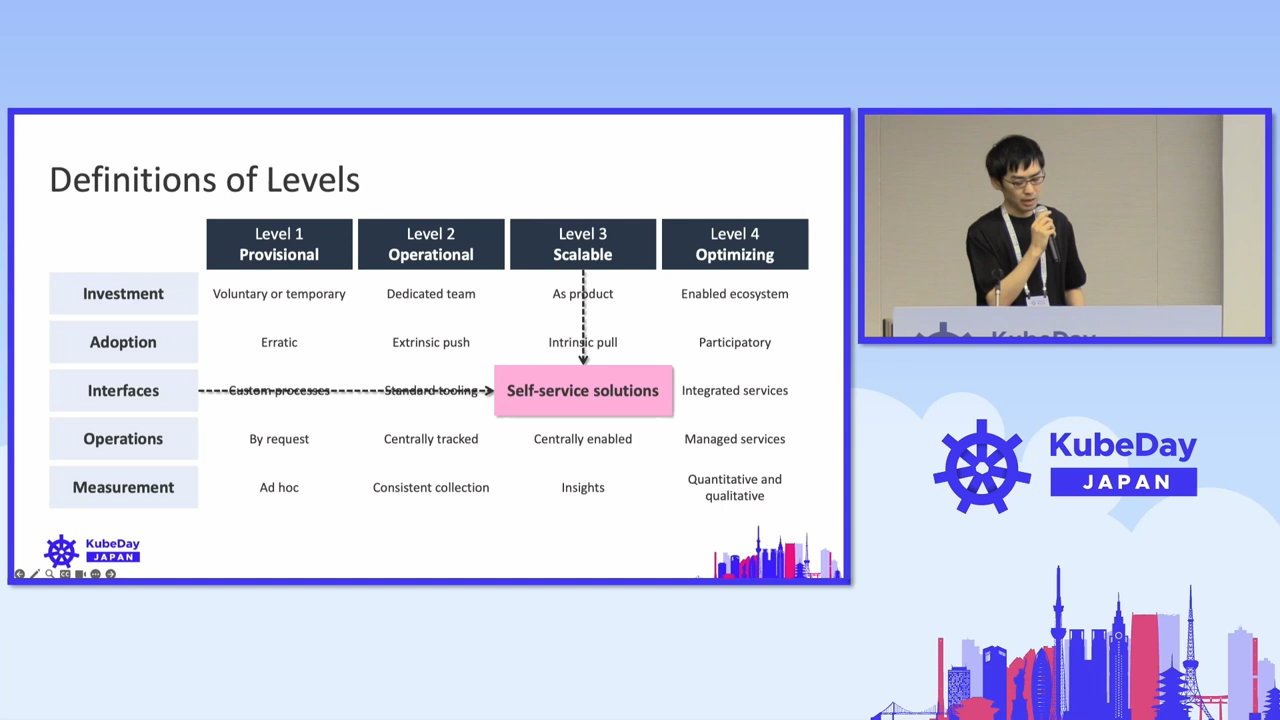 Definitions of Levels
Level 1
Provisional
Level 2
Operational
Level 3
Scalable
Level 4
Optimizing
Investment
Voluntary or temporary
Dedicated team
As product
Enabled ecosystem
Adoption
Erratic
Extrinsic push
Intrinsic pull
Participatory
Interfaces
Custom processes
Standard tooling
Self-service solutions
Integrated services
Operations
By request
Centrally tracked
Centrally enabled
Managed services
Measurement
Ad hoc
Consistent collection
Insights
Quantitative and
qualitative
KubeDay
JAPAN
KubeDay
KubeDay
JAPAN